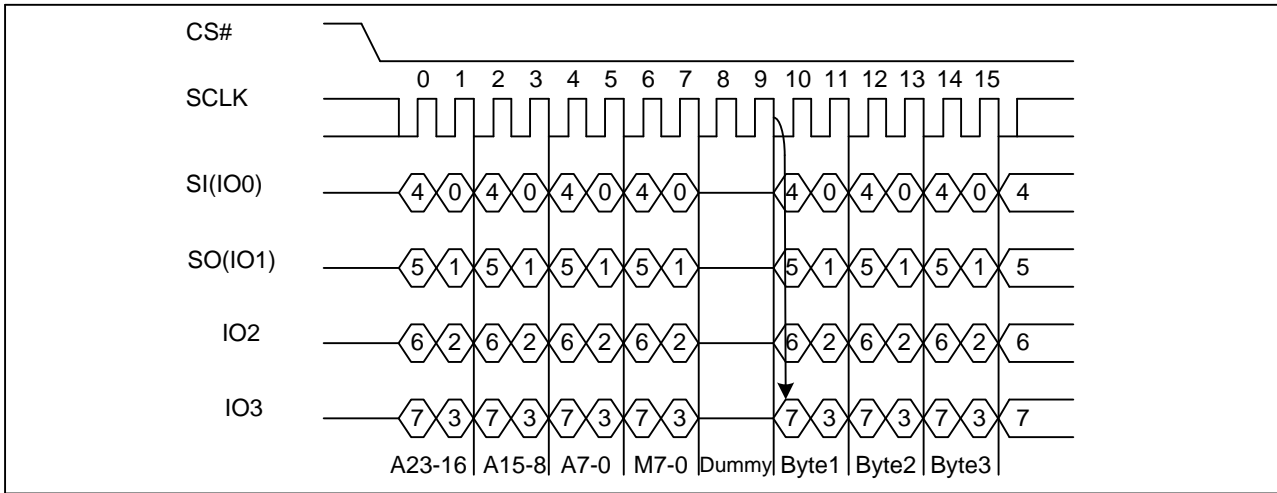 CS#
0 1 2 3 4 5 6 7 8 9 10 11 12 13 14 15
SCLK
SI(IO0) 4 0 4 0 4 0 4 0 4 0 4 0 4 0 4
SO(IO1) 5 1 5 1 5 1 5 1 5 1 5 1 5 1 5
IO2 6 2 6 2 6 2 6 2 6 2 6 2 6 2 6
IO3 7 3 7 3 7 3 7 3 7 3 7 3 7 3 7
A23-16 A15-8 A7-0 M7-0 Dummy Byte1 Byte2 Byte3